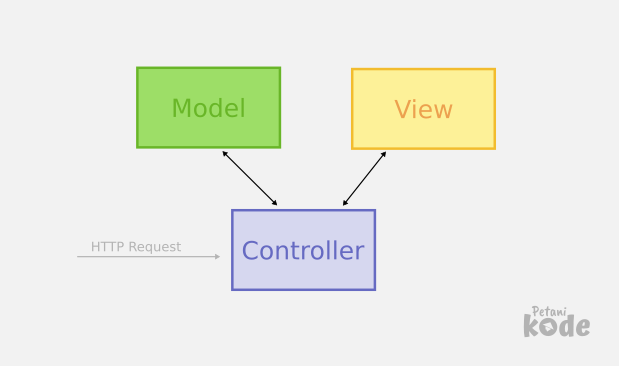 Model
View
HTTP Request
Controller
Petani
kode